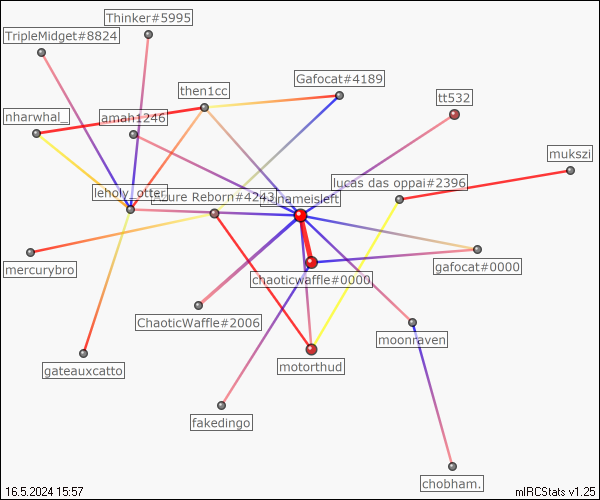 Thinker#5995
TripleMidget#8824
Gafocat#4189
then1cc
tt532
nharwhal_
amah1246
mukszi
lucas das oppai#2396
leholy_otter
zure Reborn#4243
nameisleft
gafocat#0000
mercurybro
chaoticwaffle#0000
ChaoticWaffle#2006
moonraven
gateauxcatto
motorthud
fakedingo
chobham.
16.5.2024 15:57
mIRCStats v1.25